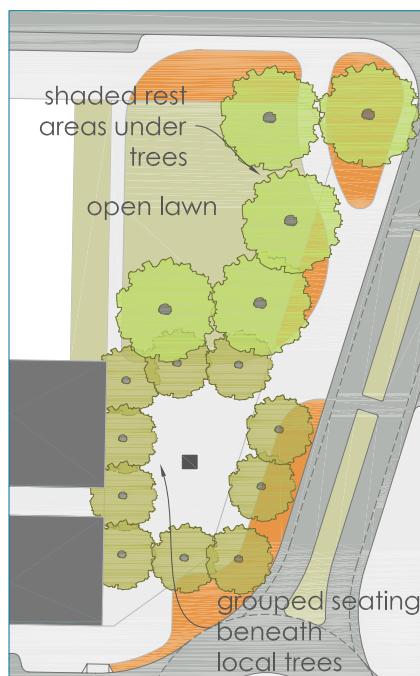 shaded rest
areas under
trees
open lawn
grouped seating
beneath
local trees